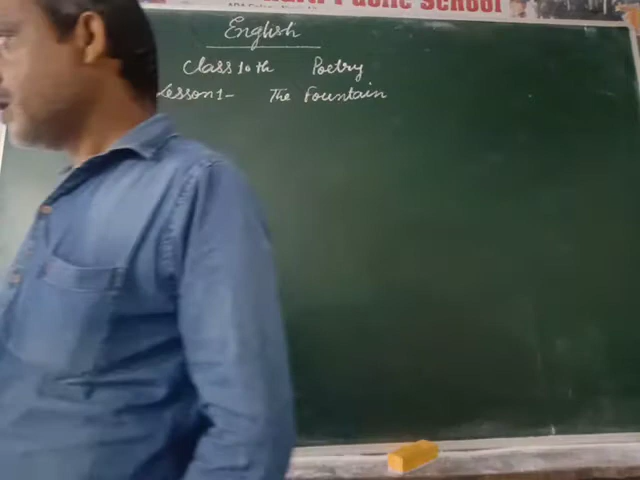 Public School
English
Class 10th Poetry
Lesson 1- The Fountain